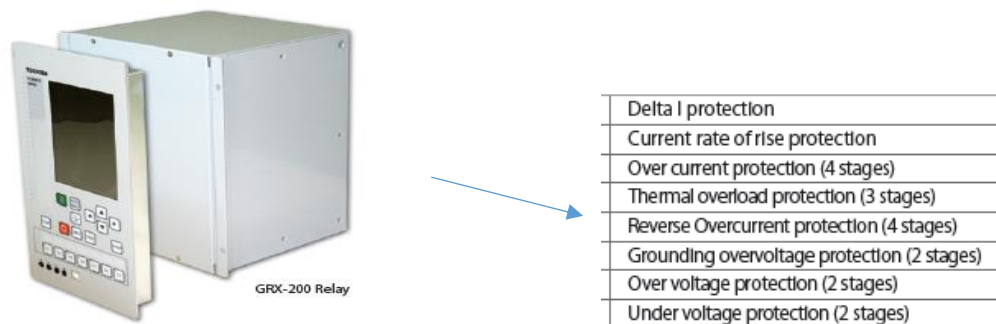 TOSHIBA
GRX-200 Relay
Delta I protection
Current rate of rise protection
Over current protection (4 stages)
Thermal overload protection (3 stages)
Reverse Overcurrent protection (4 stages)
Grounding overvoltage protection (2 stages)
Over voltage protection (2 stages)
Under voltage protection (2 stages)